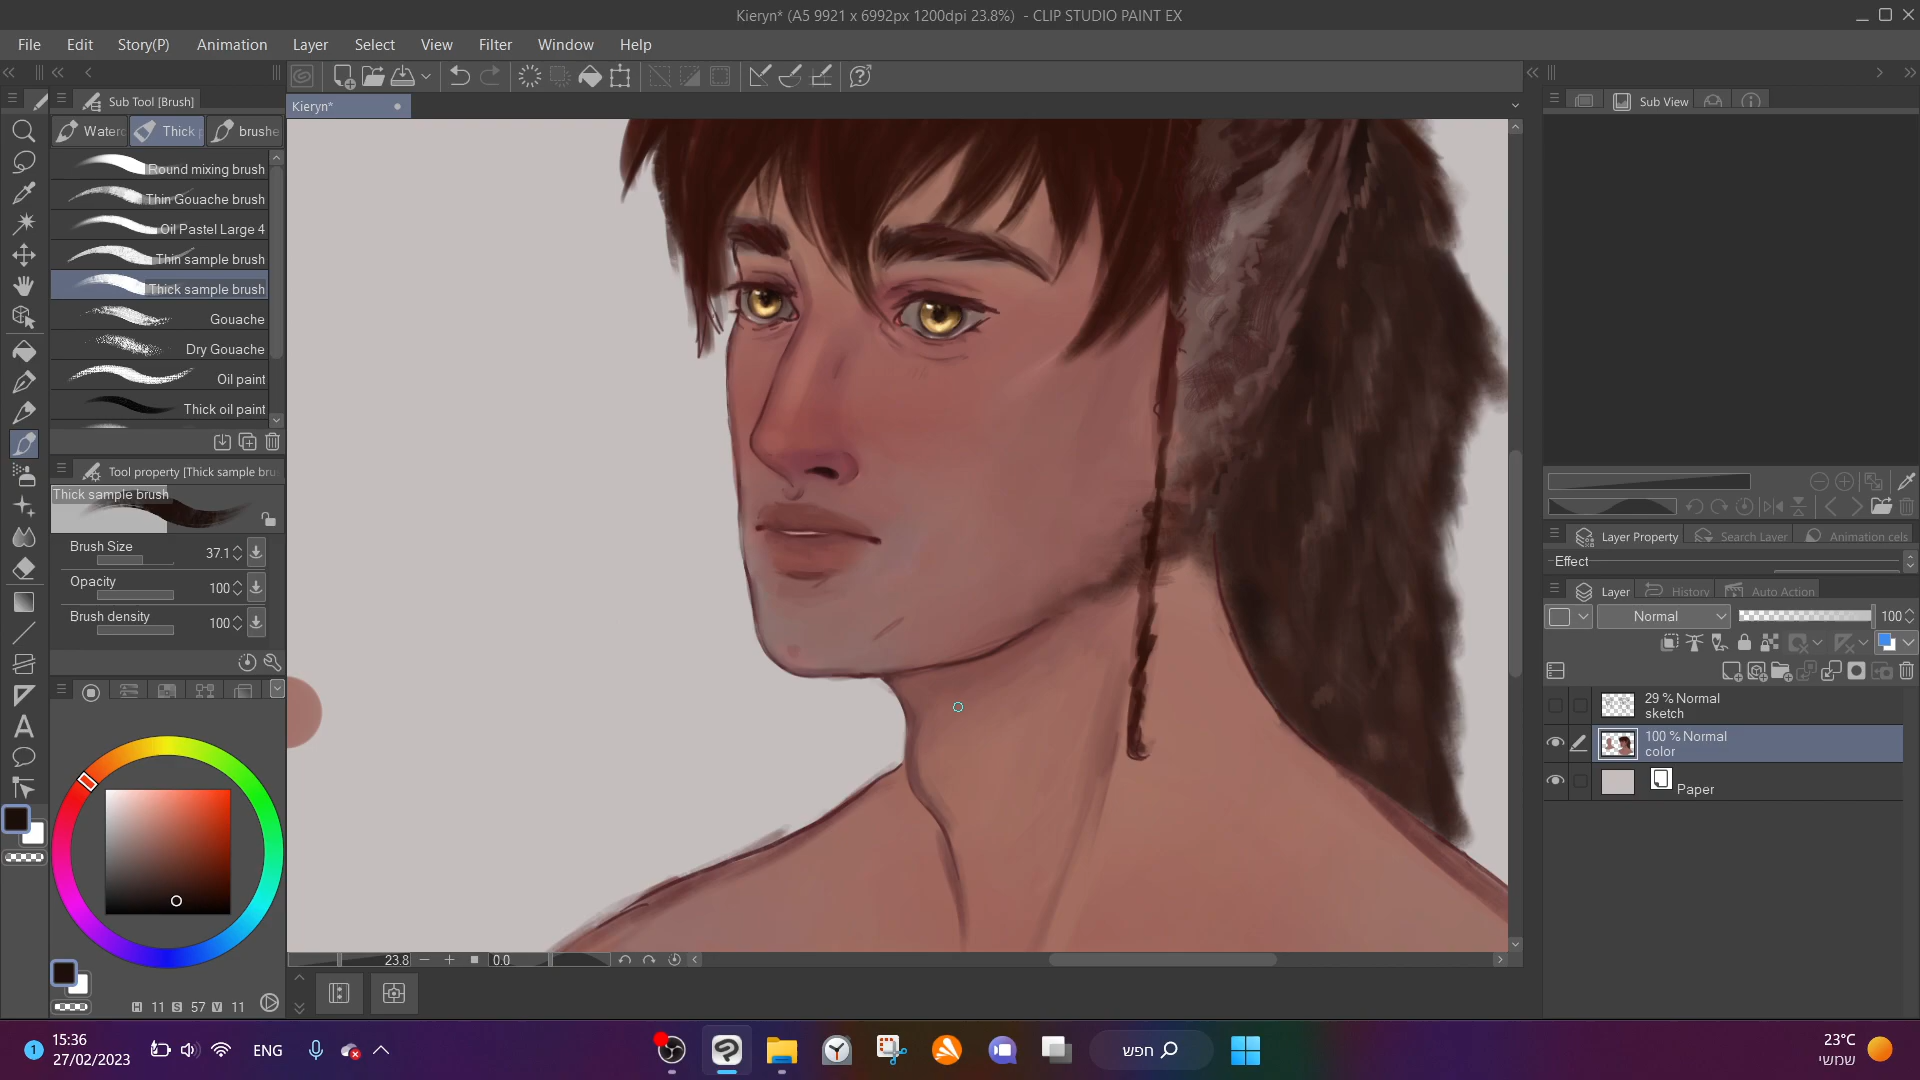 Kieryn* (A5 9921 x 6992px 1200dpi 23.8%) - CLIP STUDIO PAINT EX
File Edit Story(P) Animation Layer Select View Filter Window Help
Sub Tool [Brush]
Kieryn*
Sub View
Thick
brushe
Round mixing brush
Thin Gouache brush
Oil Pastel Large 4
Thin sample brush
Thick sample brush
Gouache
Dry Gouache
Oil paint
Thick oil paint
Tool property [Thick sample bru
Thick sample brush
Brush Size 37.1
Opacity 100
Brush density 100
H 11 S 57 V 11
23.8 0.0
Layer Property Search Layer Animation cels
Effect
Layer History Auto Action
Normal 100
29 % Normal
sketch
100 % Normal
color
Paper
1 15:36
27/02/2023
ENG
חפש
23°C
שמשי